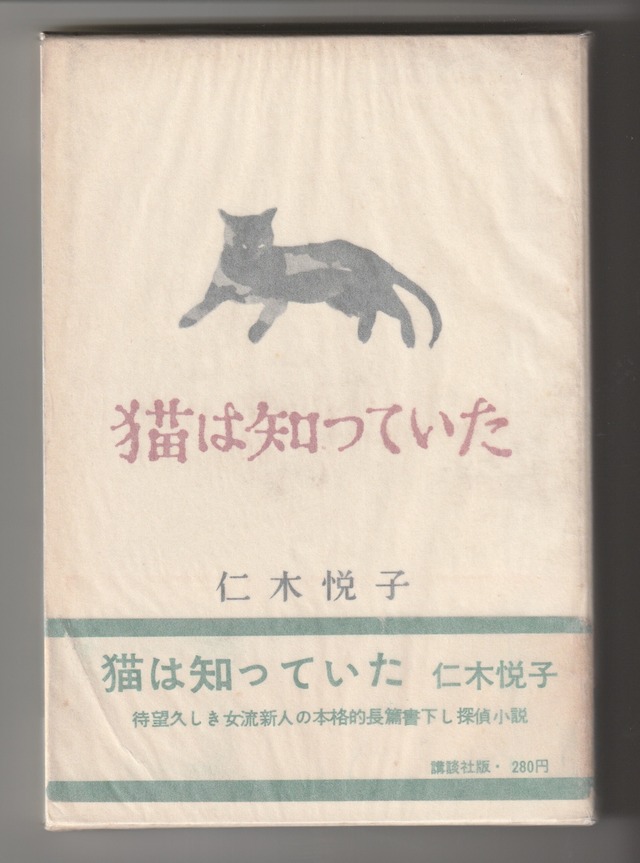 猫は知っていた
仁木悦子
猫は知っていた 仁木悦子
待望久しき女流新人の本格的長篇書下し探偵小説
講談社版・280円